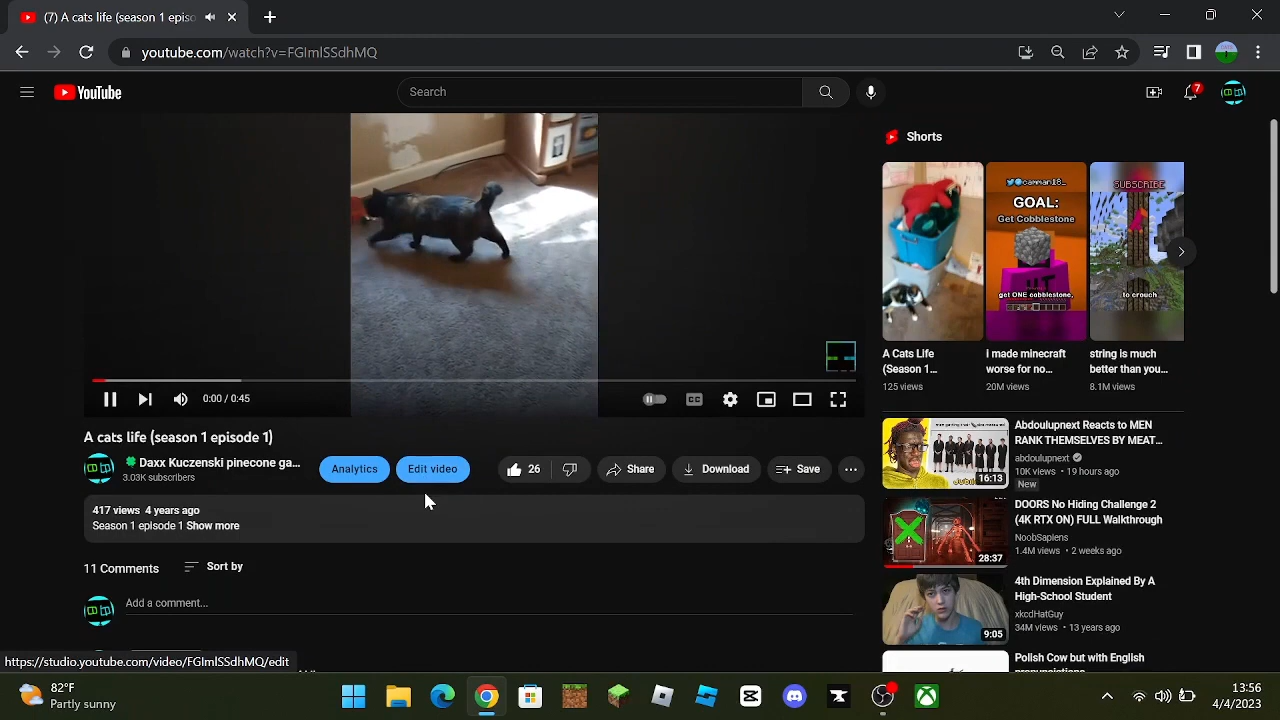 (7) A cats life (season 1 episo
youtube.com/watch?v=FGImlSSdhMQ
YouTube
Search
7
Shorts
camman18_
GOAL:
Get Cobblestone
get ONE cobblestone,
SUBSCRIBE
to crouch
A Cats Life
(Season 1...
125 views
I made minecraft
worse for no...
20M views
string is much
better than you...
8.1M views
0:03 / 0:45
CC
A cats life (season 1 episode 1)
Daxx Kuczenski pinecone ga...
3.03K subscribers
Analytics
Edit video
26
Share
Download
Save
417 views 4 years ago
Season 1 episode 1 Show more
11 Comments
Sort by
Add a comment...
16:13
Abdoulupnext Reacts to MEN
RANK THEMSELVES BY MEAT...
abdoulupnext
10K views • 19 hours ago
New
28:37
DOORS No Hiding Challenge 2
(4K RTX ON) FULL Walkthrough
NoobSapiens
1.4M views • 2 weeks ago
9:05
4th Dimension Explained By A
High-School Student
xkcdHatGuy
34M views • 13 years ago
Polish Cow but with English
https://studio.youtube.com/video/FGImlSSdhMQ/edit
82°F
Partly sunny
13:56
4/4/2023